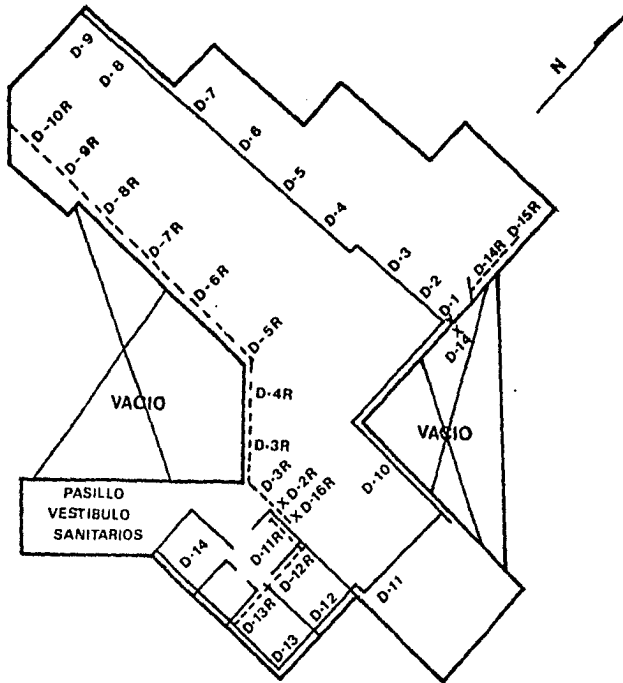 D-9
D-8
D-7
D-6
D-5
D-4
D-3
D-2
D-1
N
D-10R
D-9R
D-8R
D-7R
D-6R
D-5R
D-4R
D-3R
D-3R
D-2R
D-16R
D-14R
D-15R
D-14
VACIO
VACIO
D-10
PASILLO
VESTIBULO
SANITARIOS
D-14
D-11R
D-12R
D-13R
D-13
D-12
D-11